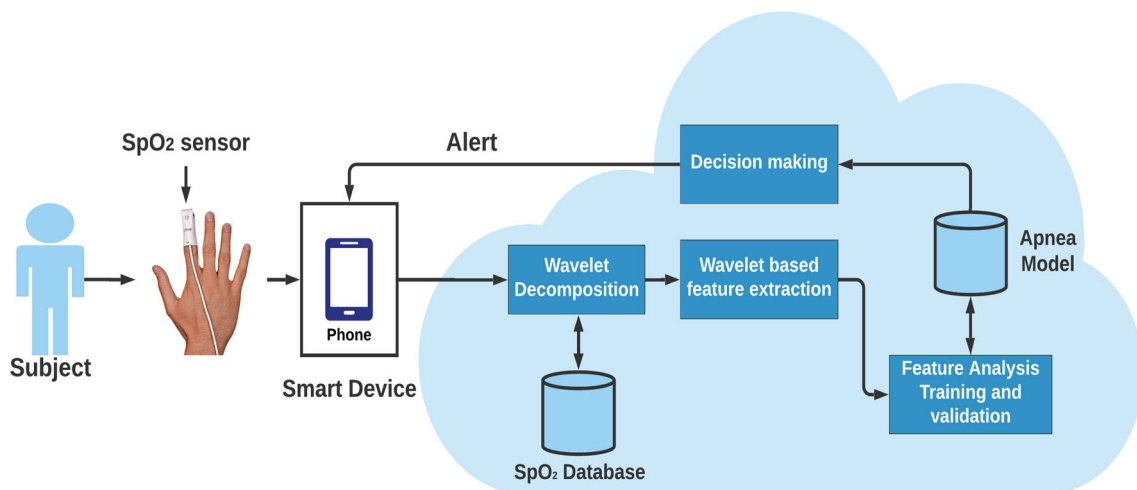 SpO₂ sensor
Alert
Decision making
Apnea
Model
Wavelet
Decomposition
Wavelet based
feature extraction
Phone
Subject
Smart Device
Feature Analysis
Training and
validation
SpO₂ Database